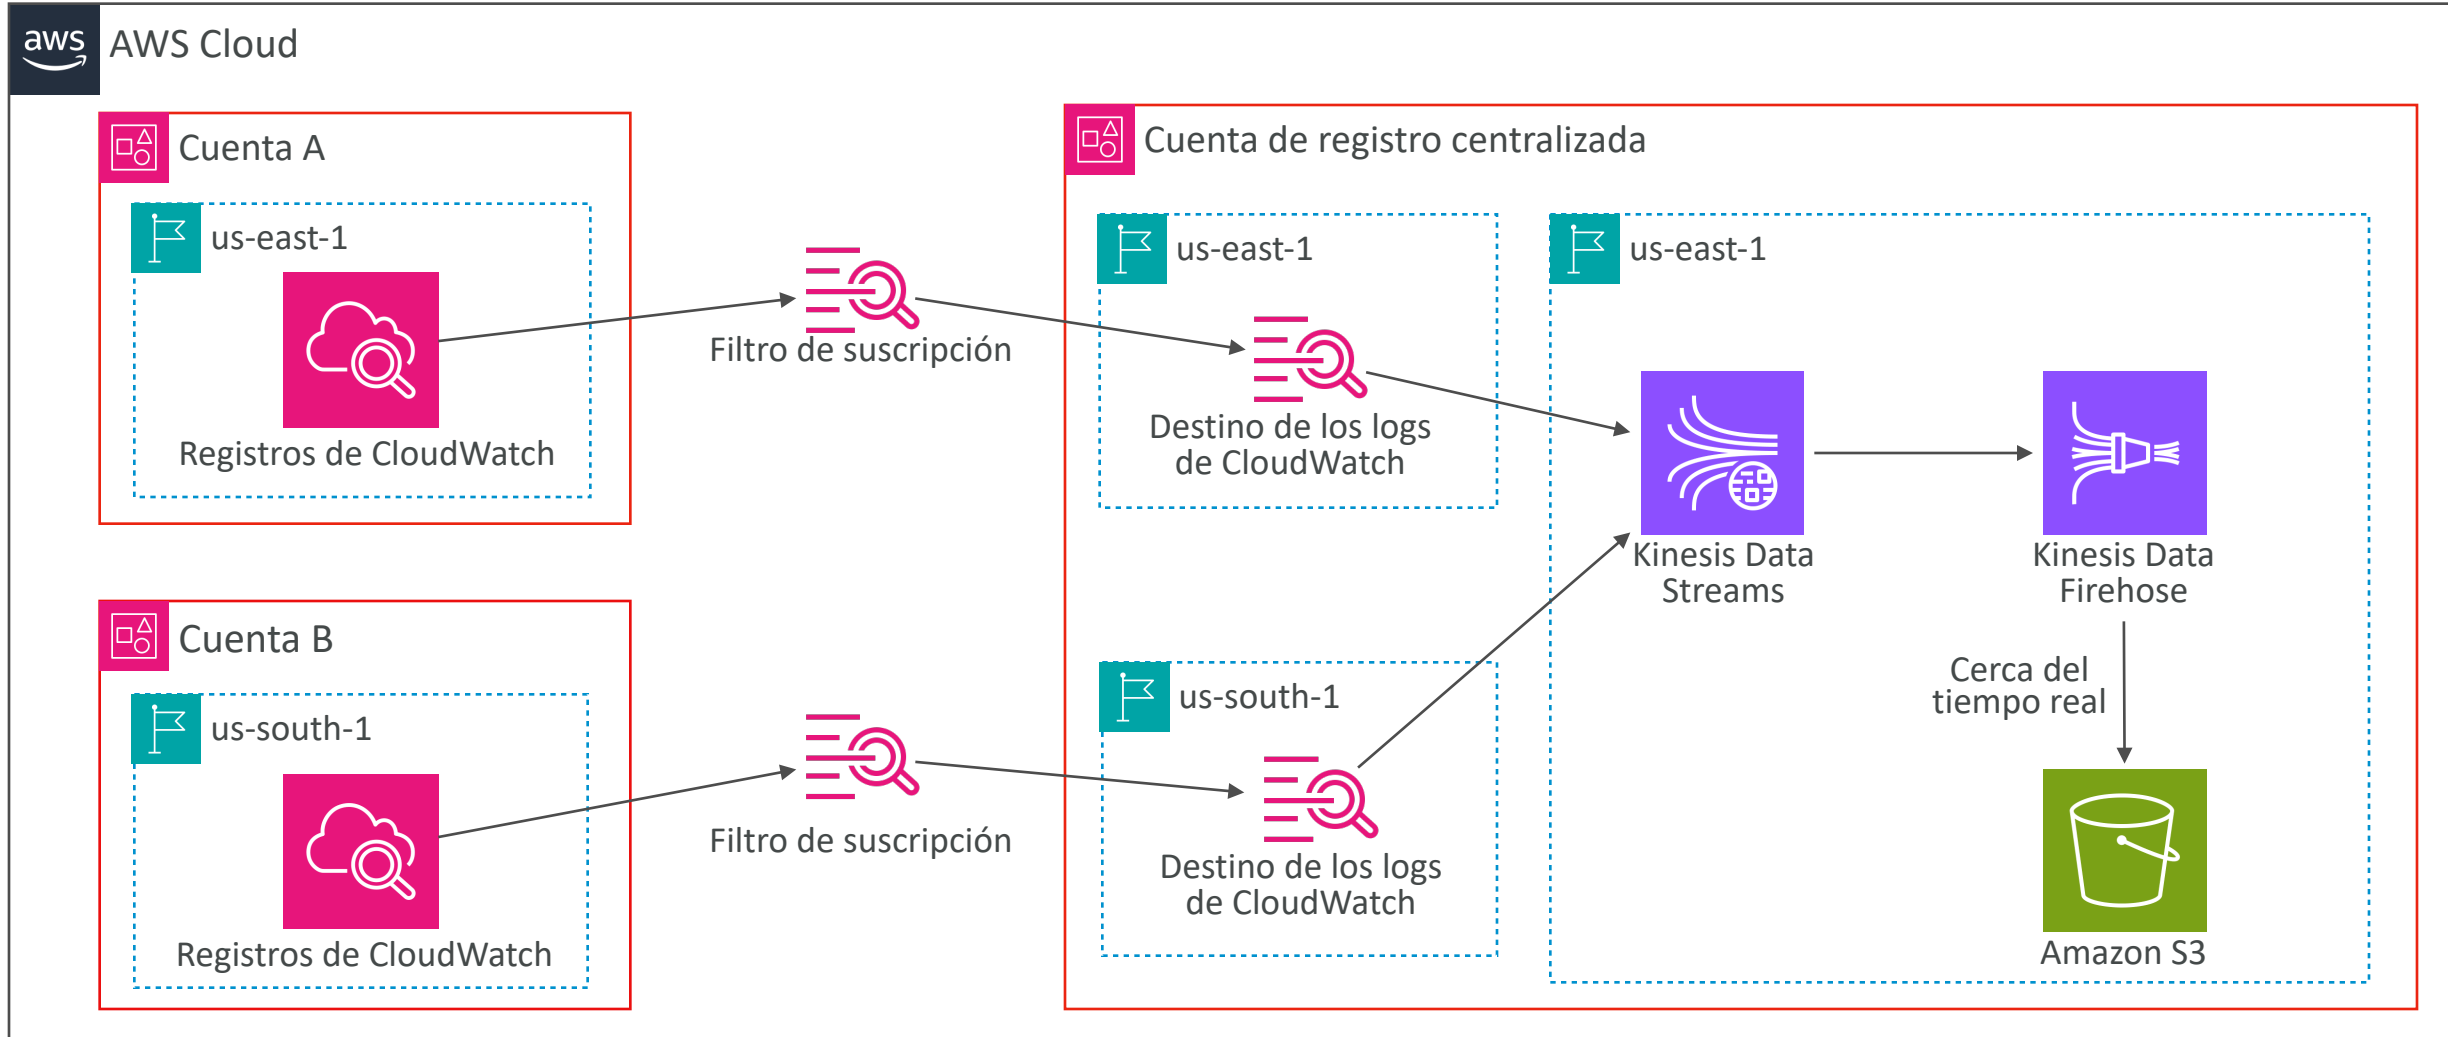 aws
AWS Cloud
Cuenta A
us-east-1
Registros de CloudWatch
Filtro de suscripción
Cuenta B
us-south-1
Registros de CloudWatch
Filtro de suscripción
Cuenta de registro centralizada
us-east-1
Destino de los logs
de CloudWatch
us-south-1
Destino de los logs
de CloudWatch
us-east-1
Kinesis Data
Streams
Kinesis Data
Firehose
Cerca del
tiempo real
Amazon S3